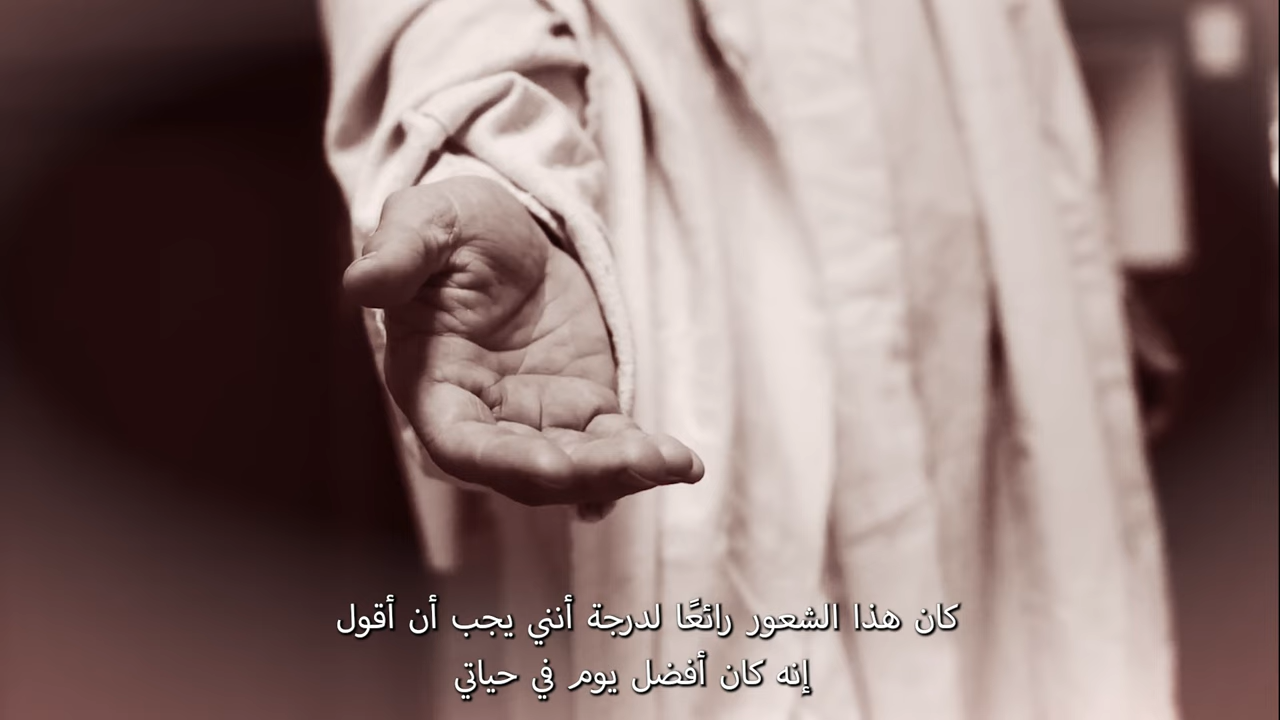 كان هذا الشعور رائعًا لدرجة أنني يجب أن أقول
إنه كان أفضل يوم في حياتي